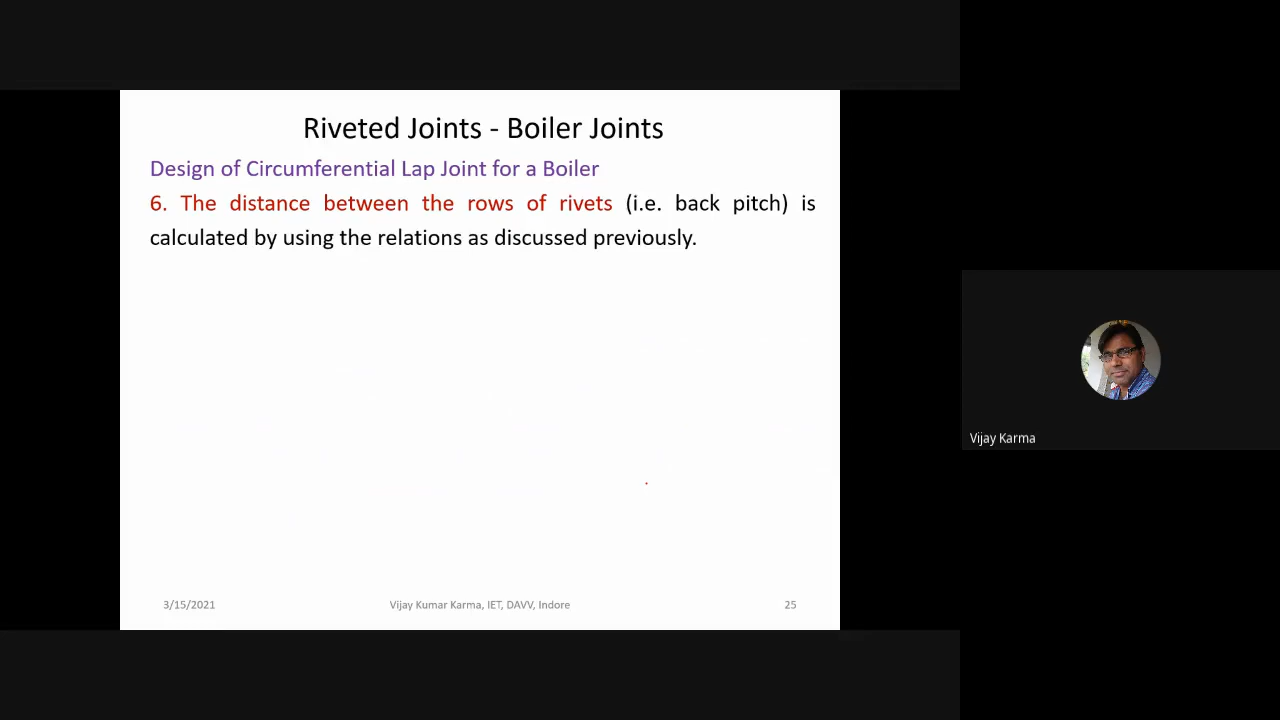 Riveted Joints - Boiler Joints
Design of Circumferential Lap Joint for a Boiler
6. The distance between the rows of rivets (i.e. back pitch) is
calculated by using the relations as discussed previously.
Vijay Karma
3/15/2021
Vijay Kumar Karma, IET, DAVV, Indore
25